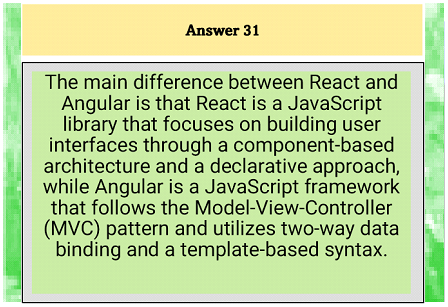 Answer 31
The main difference between React and
Angular is that React is a JavaScript
library that focuses on building user
interfaces through a component-based
architecture and a declarative approach,
while Angular is a JavaScript framework
that follows the Model-View-Controller
(MVC) pattern and utilizes two-way data
binding and a template-based syntax.